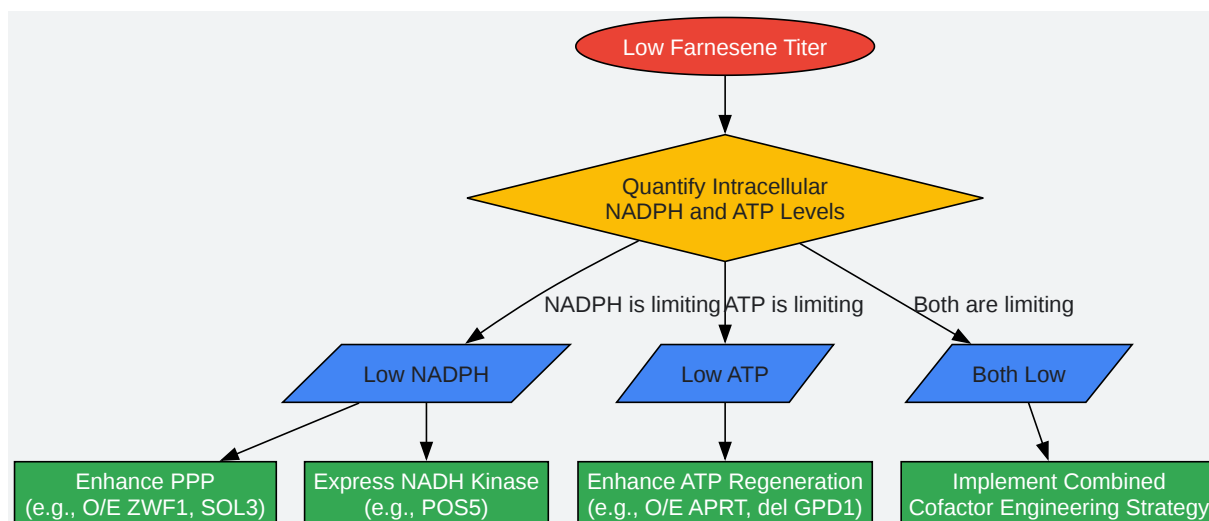 Low Farnesene Titer
Quantify Intracellular
NADPH and ATP Levels
NADPH is limiting
ATP is limiting
Both are limiting
Low NADPH
Low ATP
Both Low
Enhance PPP
(e.g., O/E ZWF1, SOL3)
Express NADH Kinase
(e.g., POS5)
Enhance ATP Regeneration
(e.g., O/E APRT, del GPD1)
Implement Combined
Cofactor Engineering Strategy